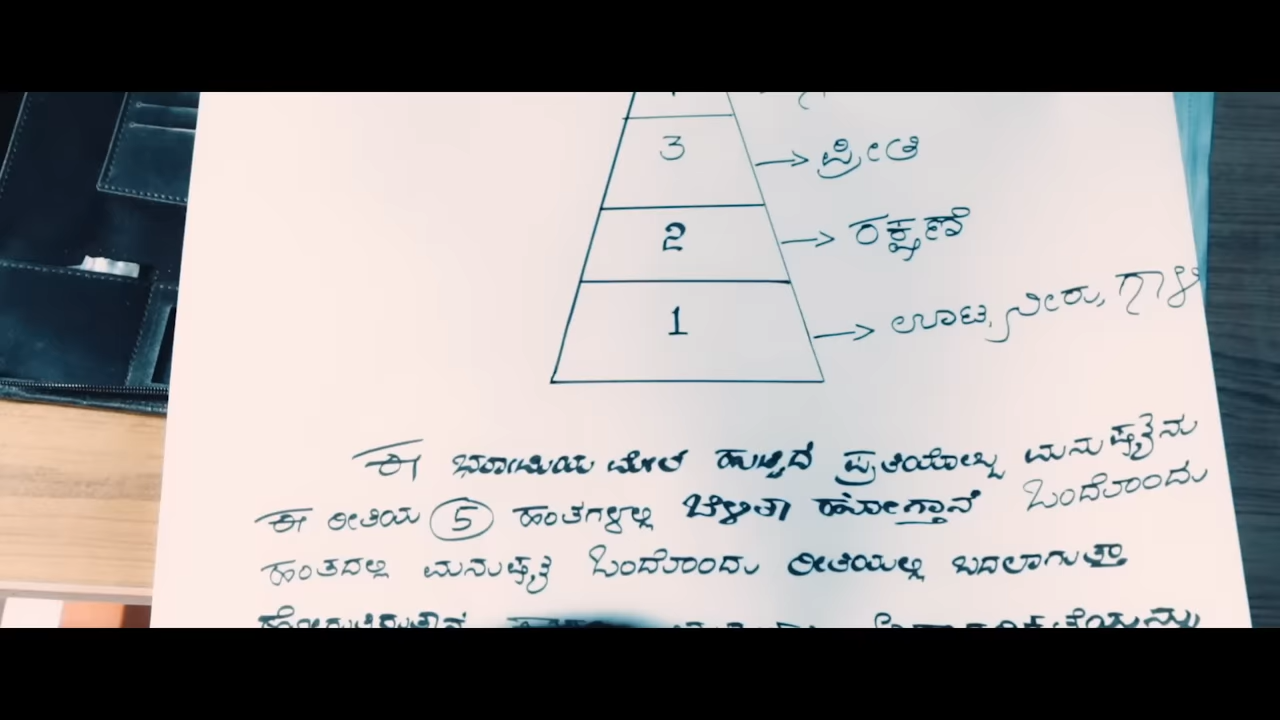 3 → ಪ್ರೀತಿ
2 → ರಕ್ಷಣೆ
1 → ಊಟ, ನೀರು, ಗಾಳಿ
ಈ ಭೂಮಿಯ ಮೇಲೆ ಹುಟ್ಟಿದ ಪ್ರತಿಯೊಬ್ಬ ಮನುಷ್ಯನು
ಈ ರೀತಿಯ 5 ಹಂತಗಳಲ್ಲಿ ಬೆಳಿತಾ ಹೋಗ್ತಾನೆ ಒಂದೊಂದು
ಹಂತದಲ್ಲಿ ಮನುಷ್ಯ ಒಂದೊಂದು ರೀತಿಯಲ್ಲಿ ಬದಲಾಗುತ್ತಾ